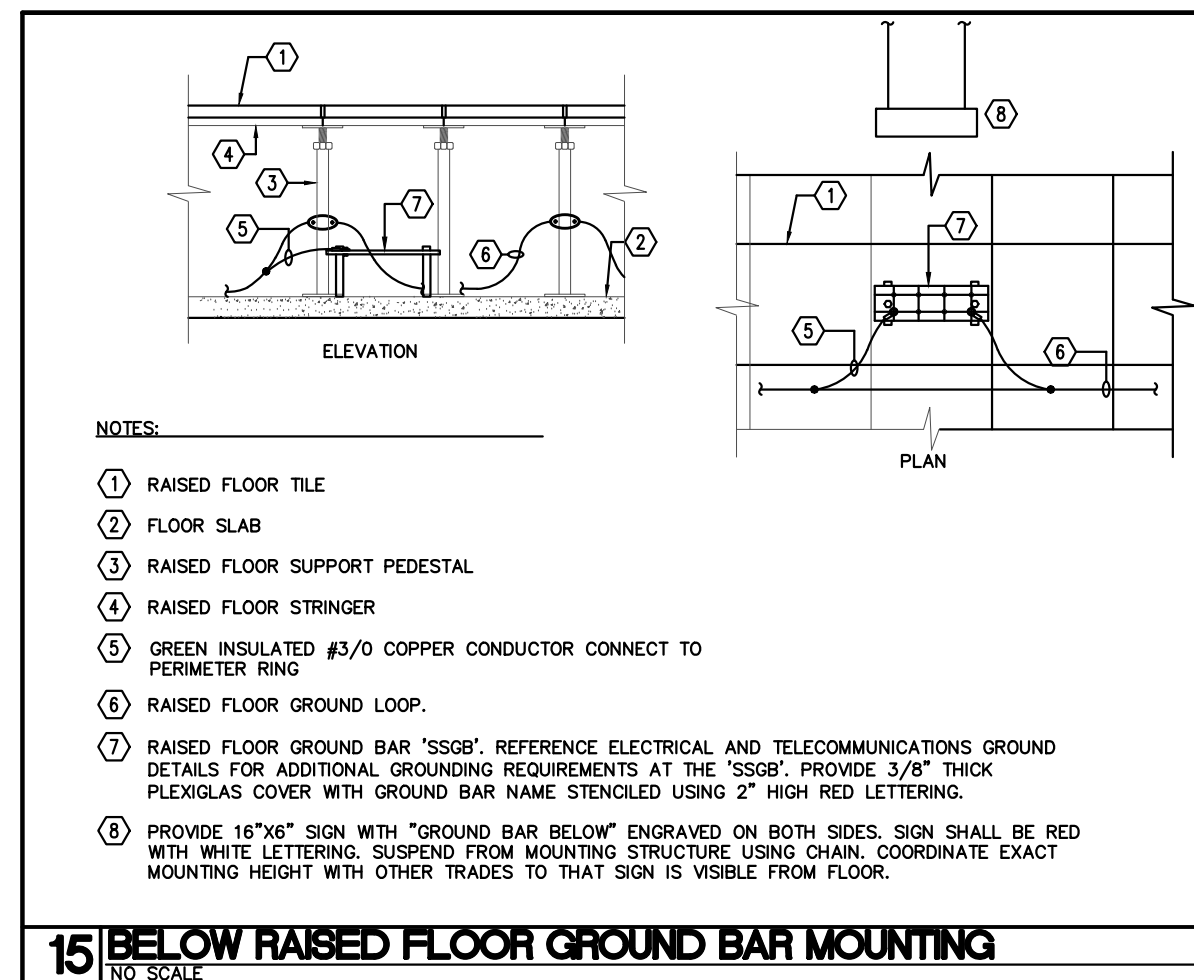 1
4
3
7
5
6
2
ELEVATION
8
1
7
5
6
PLAN
NOTES:
1 RAISED FLOOR TILE
2 FLOOR SLAB
3 RAISED FLOOR SUPPORT PEDESTAL
4 RAISED FLOOR STRINGER
5 GREEN INSULATED #3/0 COPPER CONDUCTOR CONNECT TO
PERIMETER RING
6 RAISED FLOOR GROUND LOOP.
7 RAISED FLOOR GROUND BAR 'SSGB'. REFERENCE ELECTRICAL AND TELECOMMUNICATIONS GROUND
DETAILS FOR ADDITIONAL GROUNDING REQUIREMENTS AT THE 'SSGB'. PROVIDE 3/8" THICK
PLEXIGLAS COVER WITH GROUND BAR NAME STENCILED USING 2" HIGH RED LETTERING.
8 PROVIDE 16"X6" SIGN WITH "GROUND BAR BELOW" ENGRAVED ON BOTH SIDES. SIGN SHALL BE RED
WITH WHITE LETTERING. SUSPEND FROM MOUNTING STRUCTURE USING CHAIN. COORDINATE EXACT
MOUNTING HEIGHT WITH OTHER TRADES TO THAT SIGN IS VISIBLE FROM FLOOR.
15 BELOW RAISED FLOOR GROUND BAR MOUNTING
NO SCALE